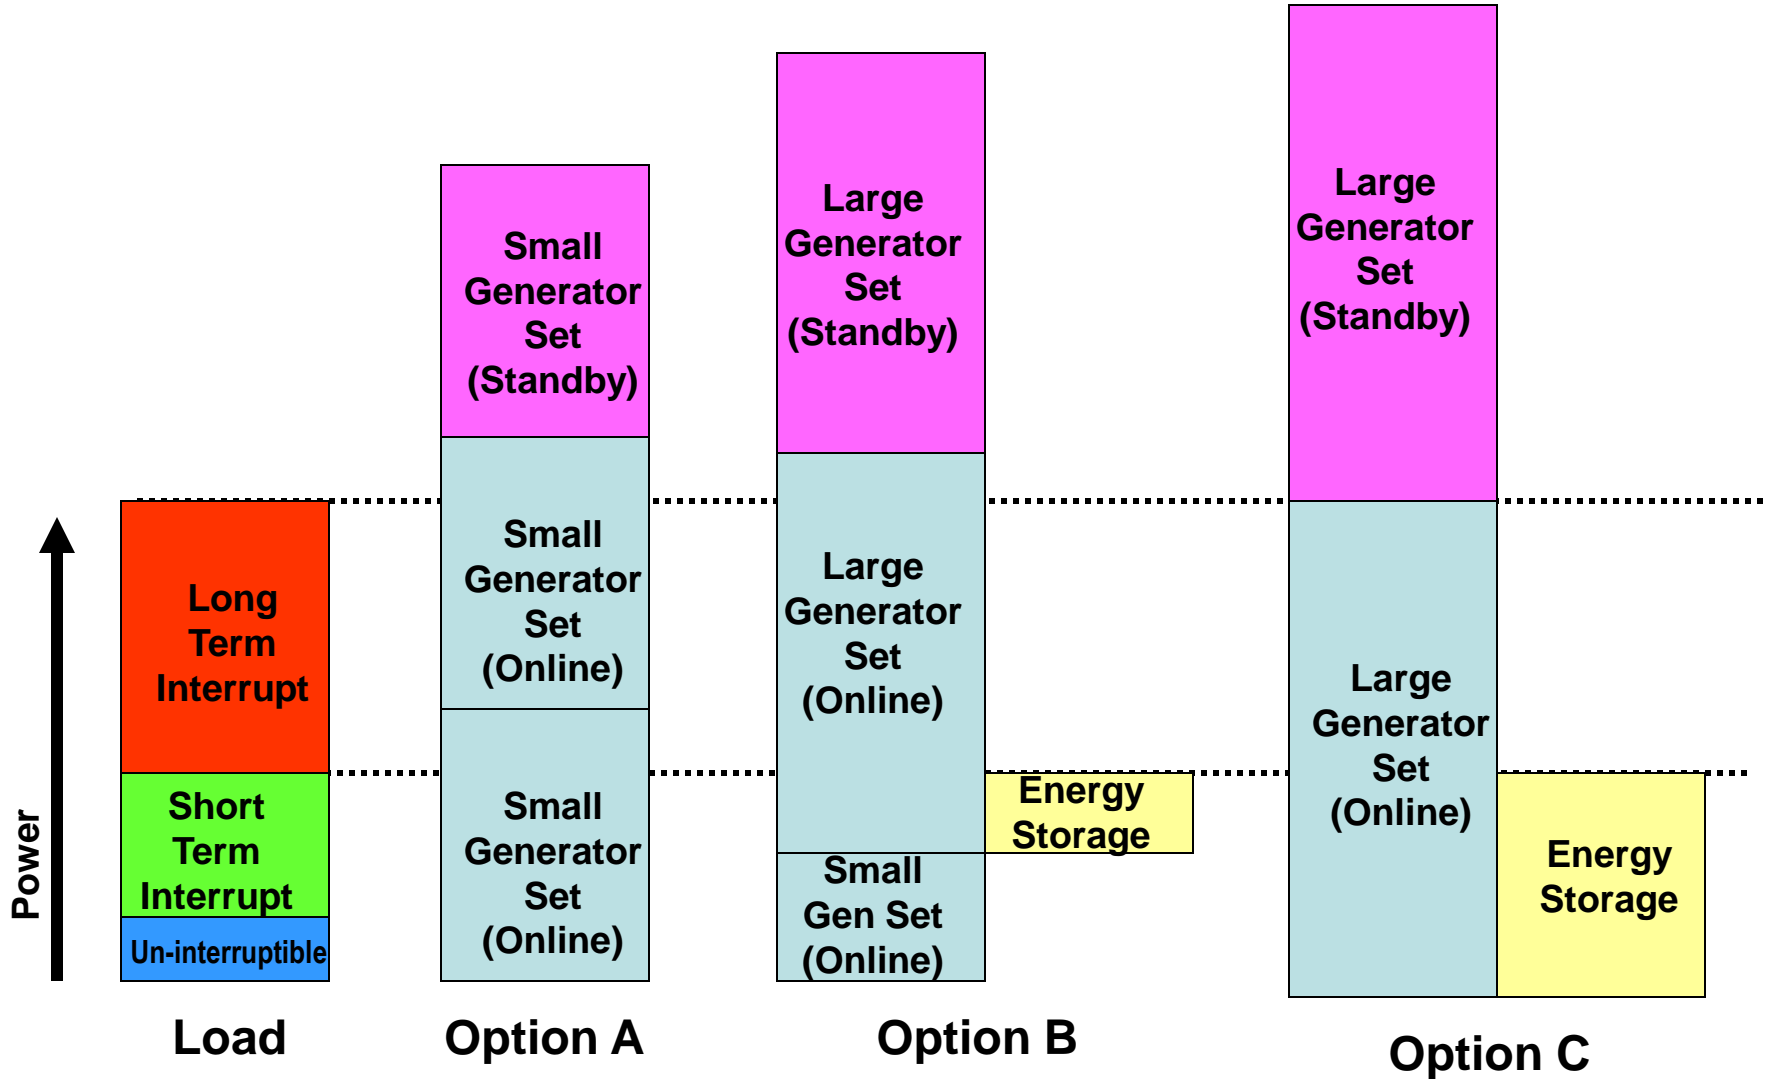 Power
Long
Term
Interrupt
Short
Term
Interrupt
Un-interruptible
Load
Small
Generator
Set
(Standby)
Small
Generator
Set
(Online)
Small
Generator
Set
(Online)
Option A
Large
Generator
Set
(Standby)
Large
Generator
Set
(Online)
Small
Gen Set
(Online)
Energy
Storage
Option B
Large
Generator
Set
(Standby)
Large
Generator
Set
(Online)
Energy
Storage
Option C